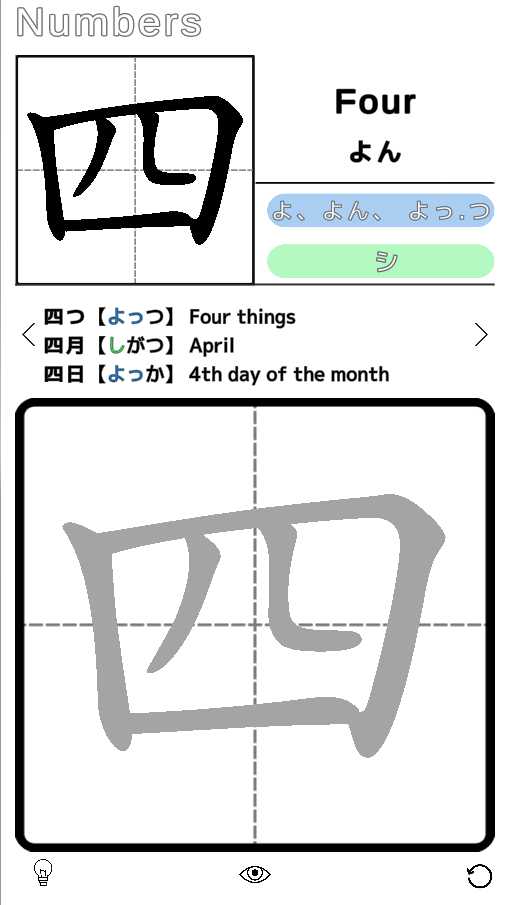 Numbers
四
Four
よん
よ、よん、 よっ.つ
シ
四つ【よっつ】 Four things
四月【しがつ】 April
四日【よっか】 4th day of the month
四